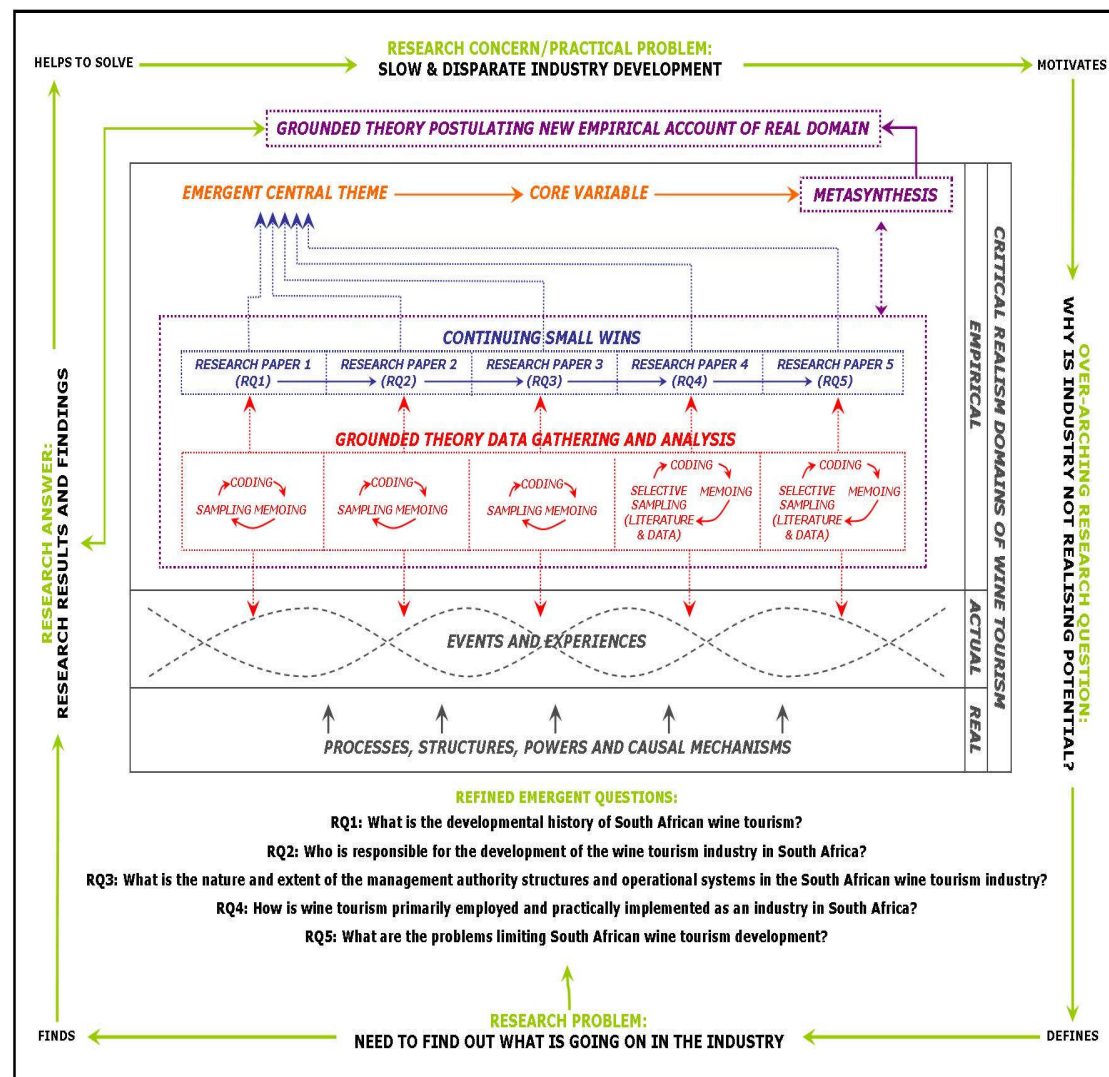 RESEARCH CONCERN/PRACTICAL PROBLEM:
HELPS TO SOLVE
SLOW & DISPARATE INDUSTRY DEVELOPMENT
MOTIVATES
GROUNDED THEORY POSTULATING NEW EMPIRICAL ACCOUNT OF REAL DOMAIN
EMERGENT CENTRAL THEME
CORE VARIABLE
METASYNTHESIS
CONTINUING SMALL WINS
RESEARCH PAPER 1
(RQ1)
RESEARCH PAPER 2
(RQ2)
RESEARCH PAPER 3
(RQ3)
RESEARCH PAPER 4
(RQ4)
RESEARCH PAPER 5
(RQ5)
GROUNDED THEORY DATA GATHERING AND ANALYSIS
CODING
SAMPLING MEMOING
CODING
SAMPLING MEMOING
CODING
SAMPLING MEMOING
CODING
SELECTIVE
SAMPLING
(LITERATURE
& DATA)
MEMOING
CODING
SELECTIVE
SAMPLING
(LITERATURE
& DATA)
MEMOING
EVENTS AND EXPERIENCES
PROCESSES, STRUCTURES, POWERS AND CAUSAL MECHANISMS
EMPIRICAL
ACTUAL
REAL
CRITICAL REALISM DOMAINS OF WINE TOURISM
OVER-ARCHING RESEARCH QUESTION:
WHY IS INDUSTRY NOT REALISING POTENTIAL?
RESEARCH ANSWER:
RESEARCH RESULTS AND FINDINGS
REFINED EMERGENT QUESTIONS:
RQ1: What is the developmental history of South African wine tourism?
RQ2: Who is responsible for the development of the wine tourism industry in South Africa?
RQ3: What is the nature and extent of the management authority structures and operational systems in the South African wine tourism industry?
RQ4: How is wine tourism primarily employed and practically implemented as an industry in South Africa?
RQ5: What are the problems limiting South African wine tourism development?
RESEARCH PROBLEM:
FINDS
NEED TO FIND OUT WHAT IS GOING ON IN THE INDUSTRY
DEFINES